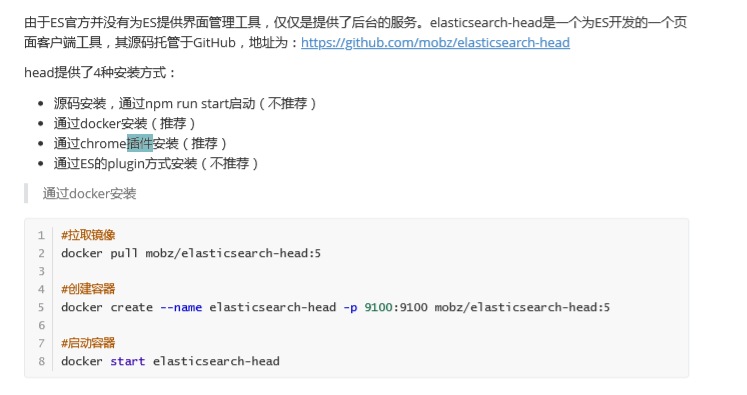 由于ES官方并没有为ES提供界面管理工具，仅仅是提供了后台的服务。elasticsearch-head是一个为ES开发的一个页
面客户端工具，其源码托管于GitHub，地址为：https://github.com/mobz/elasticsearch-head
head提供了4种安装方式：
源码安装，通过npm run start启动（不推荐）
通过docker安装（推荐）
通过chrome插件安装（推荐）
通过ES的plugin方式安装（不推荐）
通过docker安装
1 #拉取镜像
2 docker pull mobz/elasticsearch-head:5
3
4 #创建容器
5 docker create --name elasticsearch-head -p 9100:9100 mobz/elasticsearch-head:5
6
7 #启动容器
8 docker start elasticsearch-head